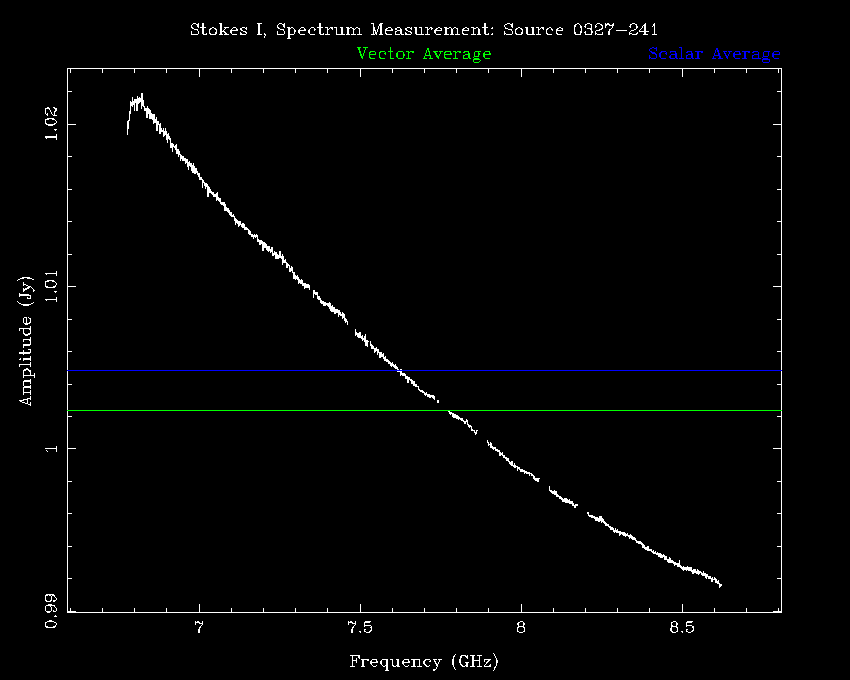 Stokes I, Spectrum Measurement: Source 0327−241
Vector Average
Scalar Average
1.02
1.01
1
0.99
Amplitude (Jy)
7
7.5
8
8.5
Frequency (GHz)